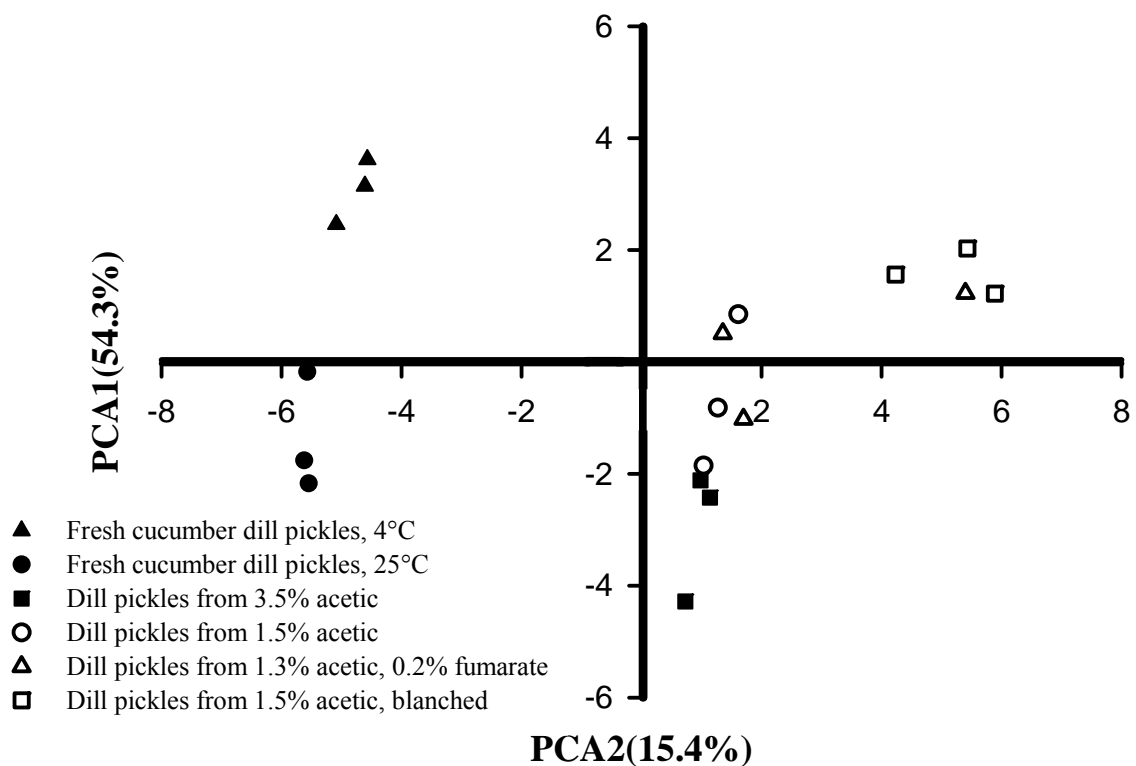 6
4
2
-8
-6
-4
-2
2
4
6
8
-2
-4
-6
PCA1(54.3%)
Fresh cucumber dill pickles, 4°C
Fresh cucumber dill pickles, 25°C
Dill pickles from 3.5% acetic
Dill pickles from 1.5% acetic
Dill pickles from 1.3% acetic, 0.2% fumarate
Dill pickles from 1.5% acetic, blanched
PCA2(15.4%)